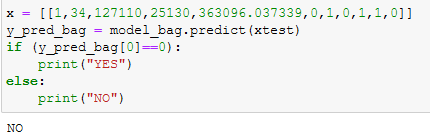 x = [[1,34,127110,25130,363096.037339,0,1,0,1,1,0]]
y_pred_bag = model_bag.predict(xtest)
if (y_pred_bag[0]==0):
    print("YES")
else:
    print("NO")
NO